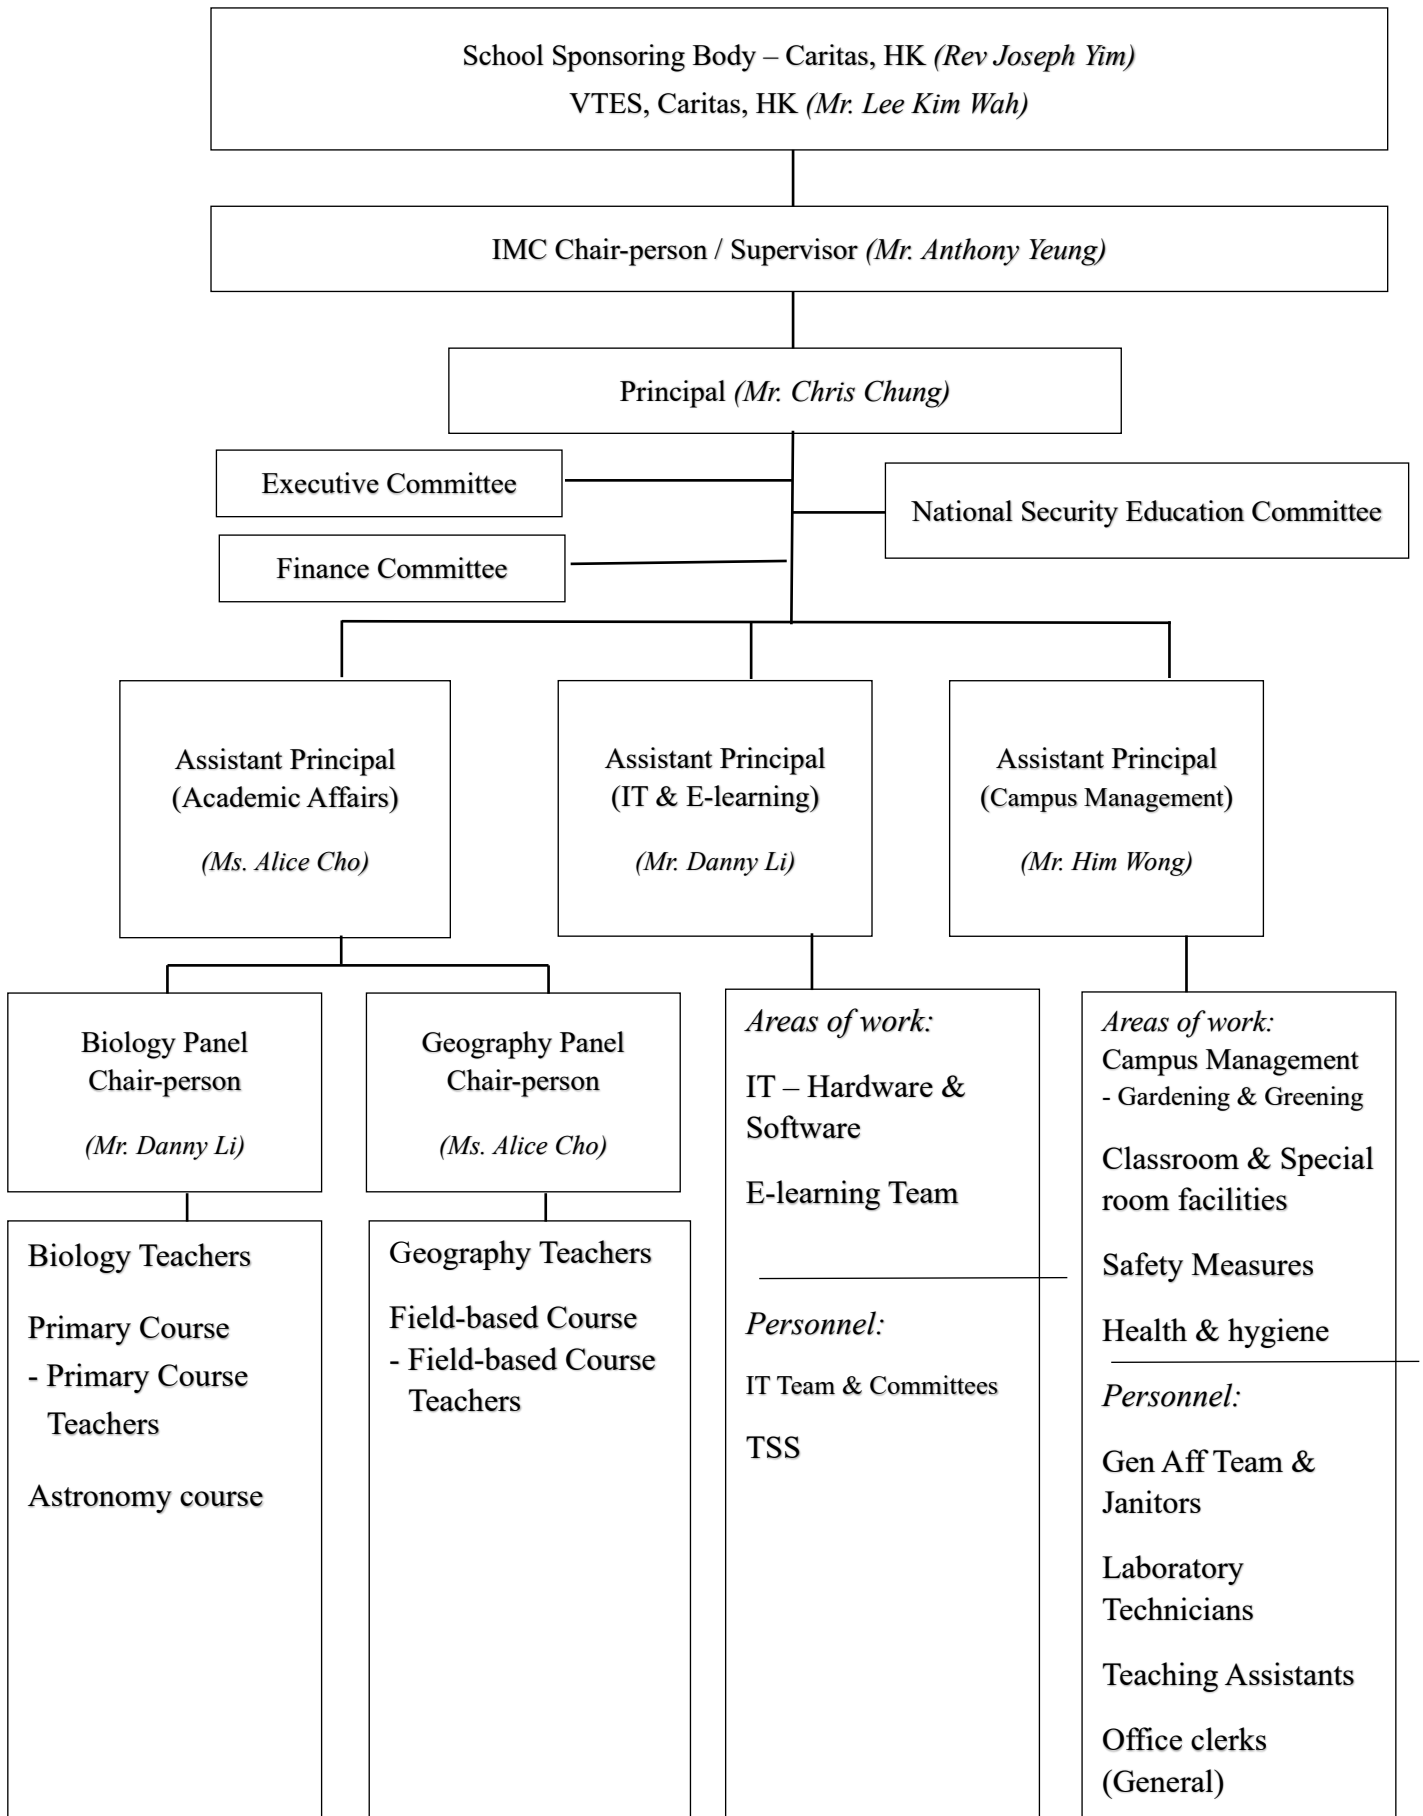 School Sponsoring Body – Caritas, HK (Rev Joseph Yim)
VTES, Caritas, HK (Mr. Lee Kim Wah)
IMC Chair-person / Supervisor (Mr. Anthony Yeung)
Principal (Mr. Chris Chung)
Executive Committee
National Security Education Committee
Finance Committee
Assistant Principal
(Academic Affairs)
(Ms. Alice Cho)
Assistant Principal
(IT & E-learning)
(Mr. Danny Li)
Assistant Principal
(Campus Management)
(Mr. Him Wong)
Biology Panel
Chair-person
(Mr. Danny Li)
Geography Panel
Chair-person
(Ms. Alice Cho)
Biology Teachers
Primary Course
- Primary Course
Teachers
Astronomy course
Geography Teachers
Field-based Course
- Field-based Course
Teachers
Areas of work:
IT – Hardware &
Software
E-learning Team
Personnel:
IT Team & Committees
TSS
Areas of work:
Campus Management
- Gardening & Greening
Classroom & Special
room facilities
Safety Measures
Health & hygiene
Personnel:
Gen Aff Team &
Janitors
Laboratory
Technicians
Teaching Assistants
Office clerks
(General)